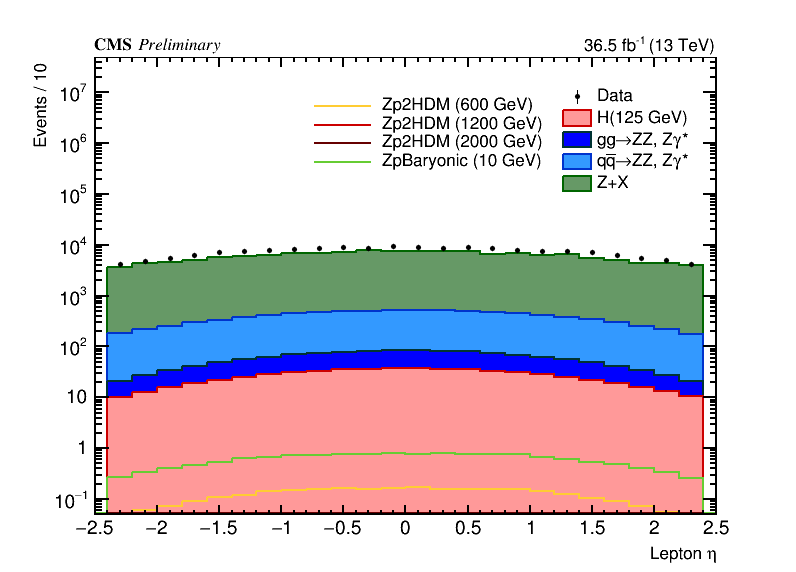 CMS Preliminary
36.5 fb⁻¹ (13 TeV)
Events / 10
10⁷
10⁶
10⁵
10⁴
10³
10²
10
1
10⁻¹
Zp2HDM (600 GeV)
Zp2HDM (1200 GeV)
Zp2HDM (2000 GeV)
ZpBaryonic (10 GeV)
Data
H(125 GeV)
gg→ZZ, Zγ*
qq̅→ZZ, Zγ*
Z+X
−2.5 −2 −1.5 −1 −0.5 0 0.5 1 1.5 2 2.5
Lepton η